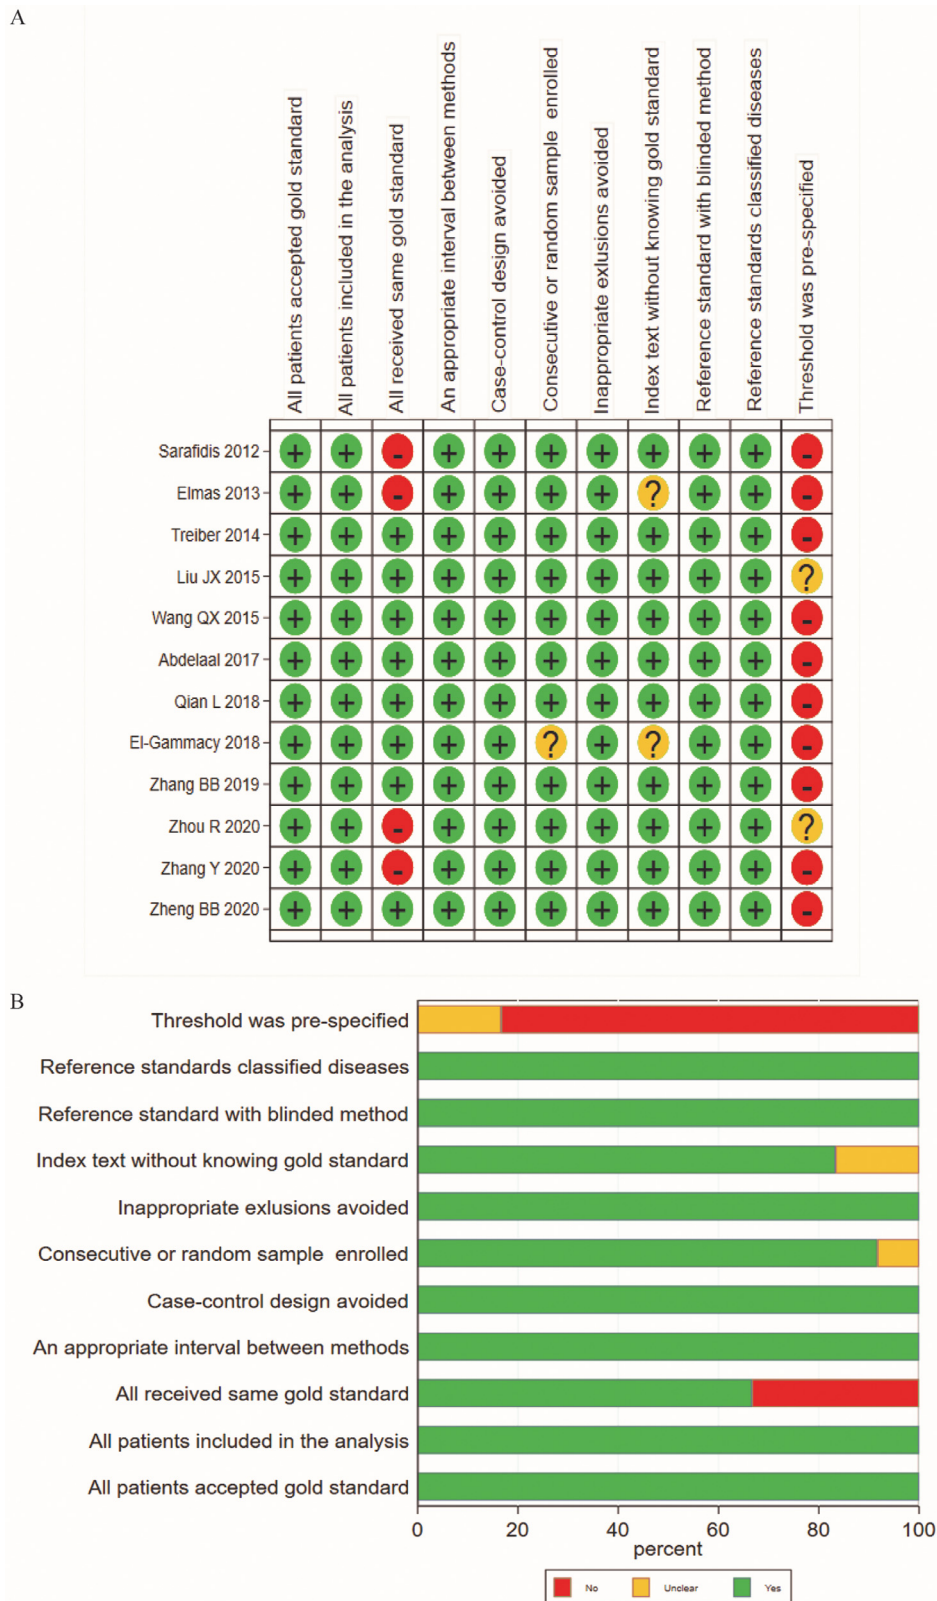 A
All patients accepted gold standard
All patients included in the analysis
All received same gold standard
An appropriate interval between methods
Case-control design avoided
Consecutive or random sample enrolled
Inappropriate exlusions avoided
Index text without knowing gold standard
Reference standard with blinded method
Reference standards classified diseases
Threshold was pre-specified
Sarafidis 2012 + + - + + + + + + + -
Elmas 2013 + + - + + + + ? + + -
Treiber 2014 + + + + + + + + + + -
Liu JX 2015 + + + + + + + + + + ?
Wang QX 2015 + + + + + + + + + + -
Abdelaal 2017 + + + + + + + + + + -
Qian L 2018 + + + + + + + + + + -
El-Gammacy 2018 + + + + + ? + ? + + -
Zhang BB 2019 + + + + + + + + + + -
Zhou R 2020 + + - + + + + + + + ?
Zhang Y 2020 + + - + + + + + + + -
Zheng BB 2020 + + + + + + + + + + -
B
Threshold was pre-specified
Reference standards classified diseases
Reference standard with blinded method
Index text without knowing gold standard
Inappropriate exlusions avoided
Consecutive or random sample enrolled
Case-control design avoided
An appropriate interval between methods
All received same gold standard
All patients included in the analysis
All patients accepted gold standard
0 20 40 60 80 100
percent
No Unclear Yes